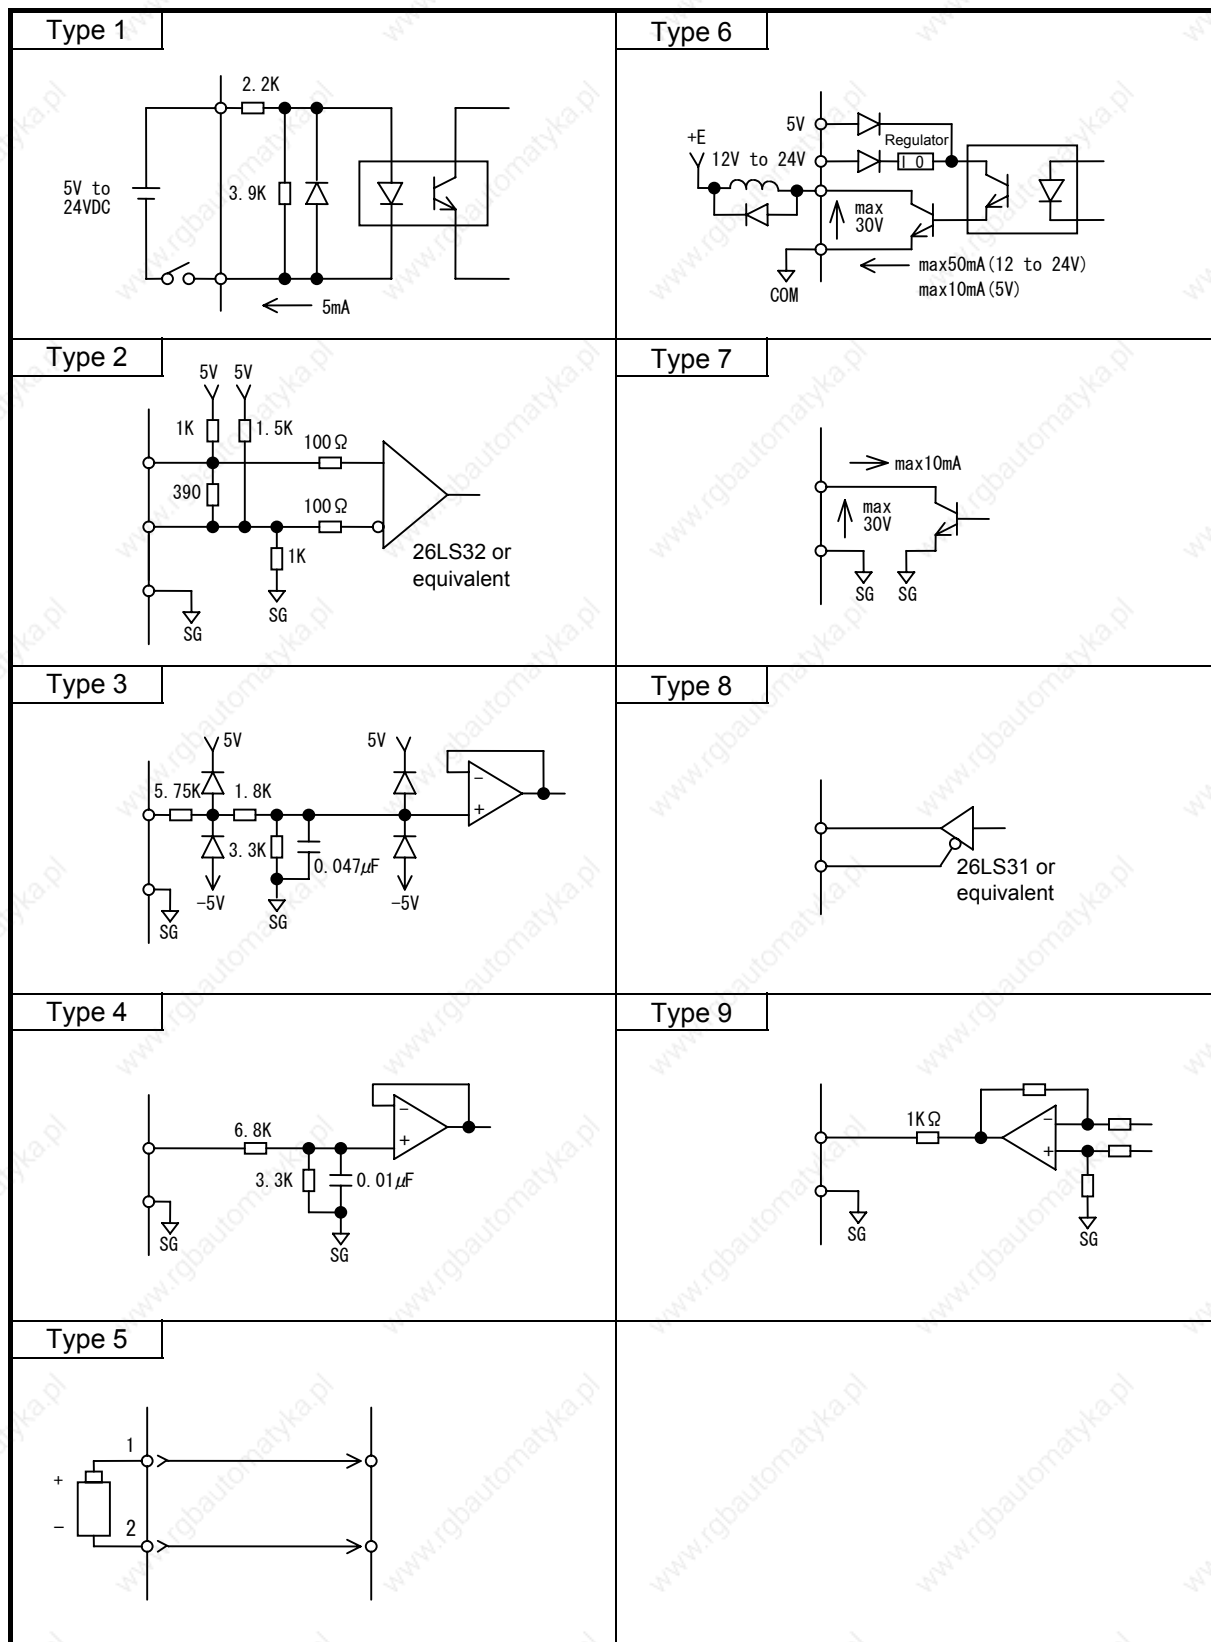 Type 1
2.2K
5V to
24VDC
3.9K
5mA
Type 6
5V
Regulator
+E
12V to 24V
I O
max
30V
max50mA(12 to 24V)
max10mA(5V)
COM
Type 2
5V 5V
1K 1.5K
100Ω
390
100Ω
1K
26LS32 or
equivalent
SG
SG
Type 7
max10mA
max
30V
SG SG
Type 3
5V 5V
5.75K 1.8K
−
+
3.3K
0.047μF
−5V −5V
SG SG
Type 8
26LS31 or
equivalent
Type 4
6.8K
−
+
3.3K 0.01μF
SG
SG
Type 9
1KΩ
−
+
SG
SG
Type 5
1
+
−
2
www.rgbautomatyka.pl